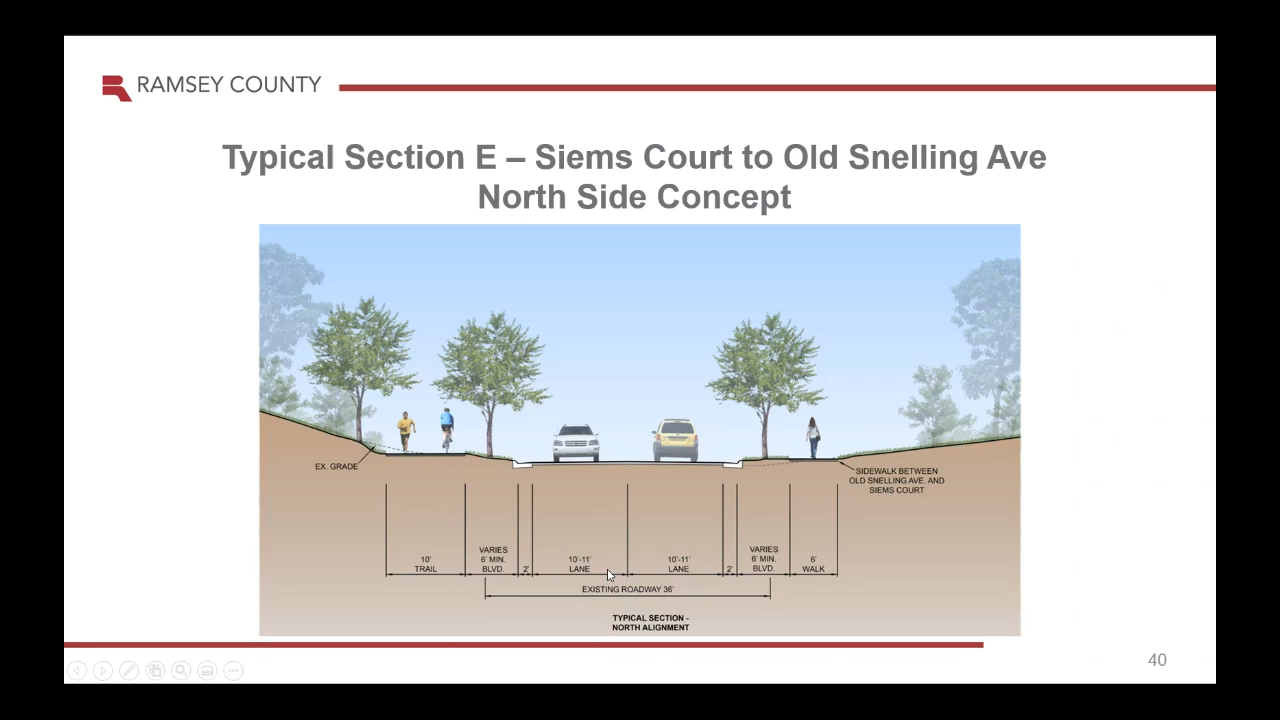 RAMSEY COUNTY
Typical Section E – Siems Court to Old Snelling Ave
North Side Concept
EX. GRADE
SIDEWALK BETWEEN
OLD SNELLING AVE. AND
SIEMS COURT
10'
TRAIL
VARIES
6' MIN.
BLVD.
2'
10'-11'
LANE
10'-11'
LANE
2'
VARIES
6' MIN.
BLVD.
6'
WALK
EXISTING ROADWAY 36'
TYPICAL SECTION -
NORTH ALIGNMENT
40